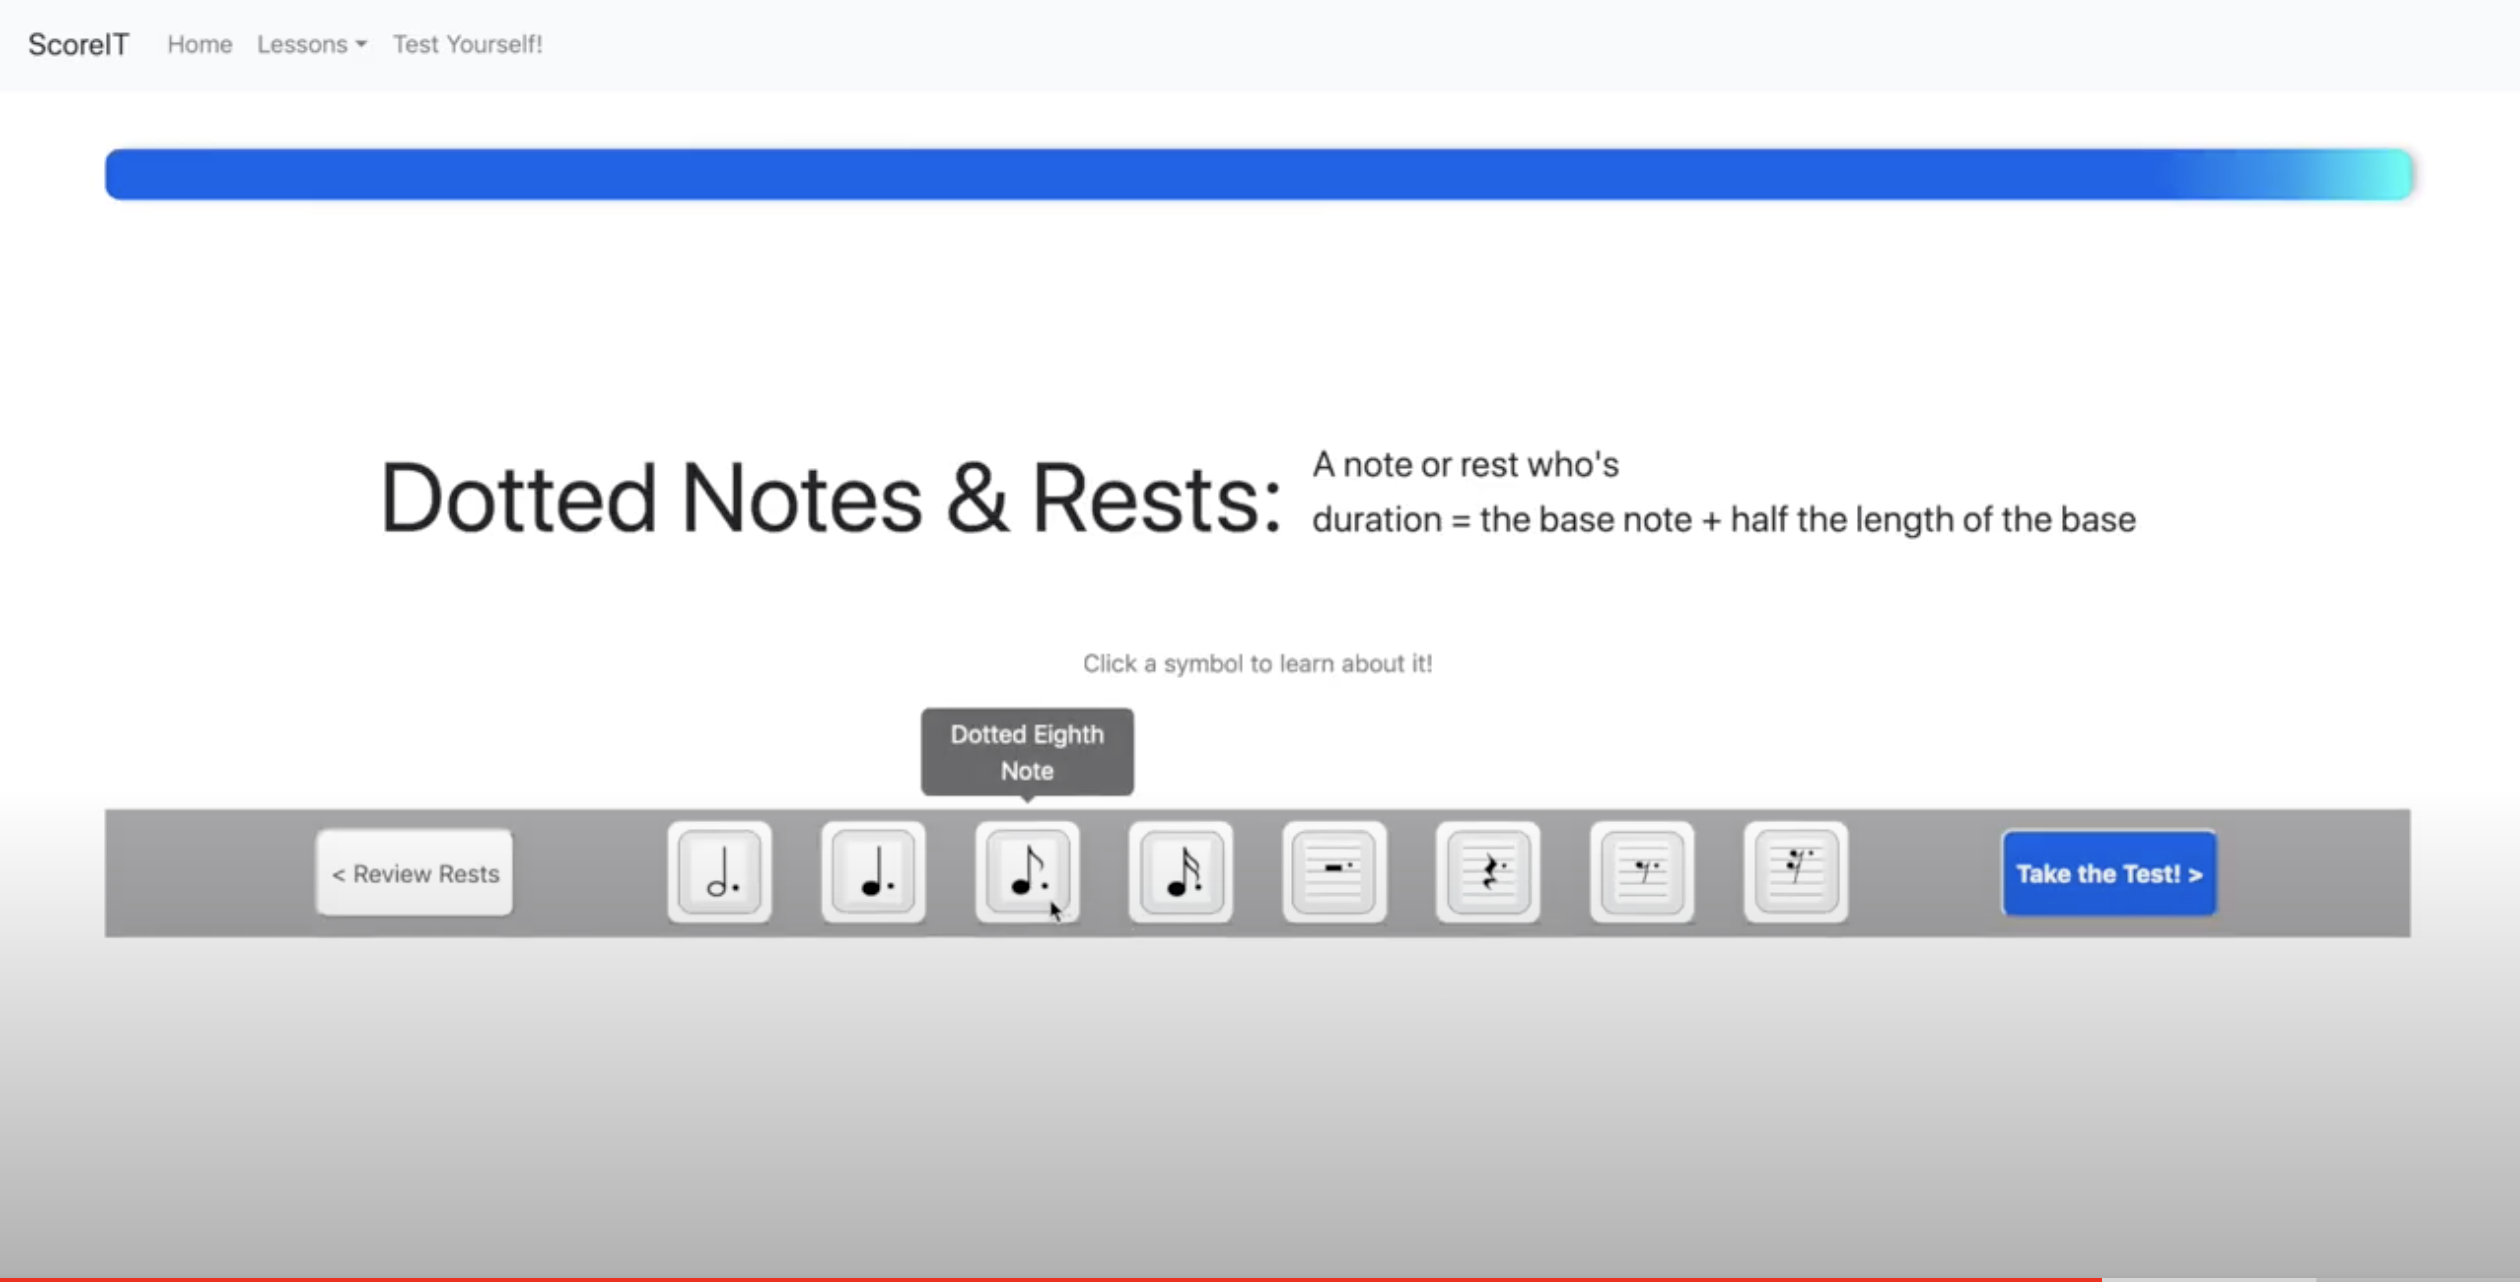 ScoreIT Home Lessons Test Yourself!
Dotted Notes & Rests:
A note or rest who's
duration = the base note + half the length of the base
Click a symbol to learn about it!
Dotted Eighth
Note
< Review Rests
Take the Test! >